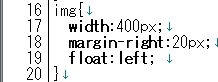 16 img{↓
17 width:400px;↓
18 margin-right:20px;↓
19 float:left;↓
20 }↓